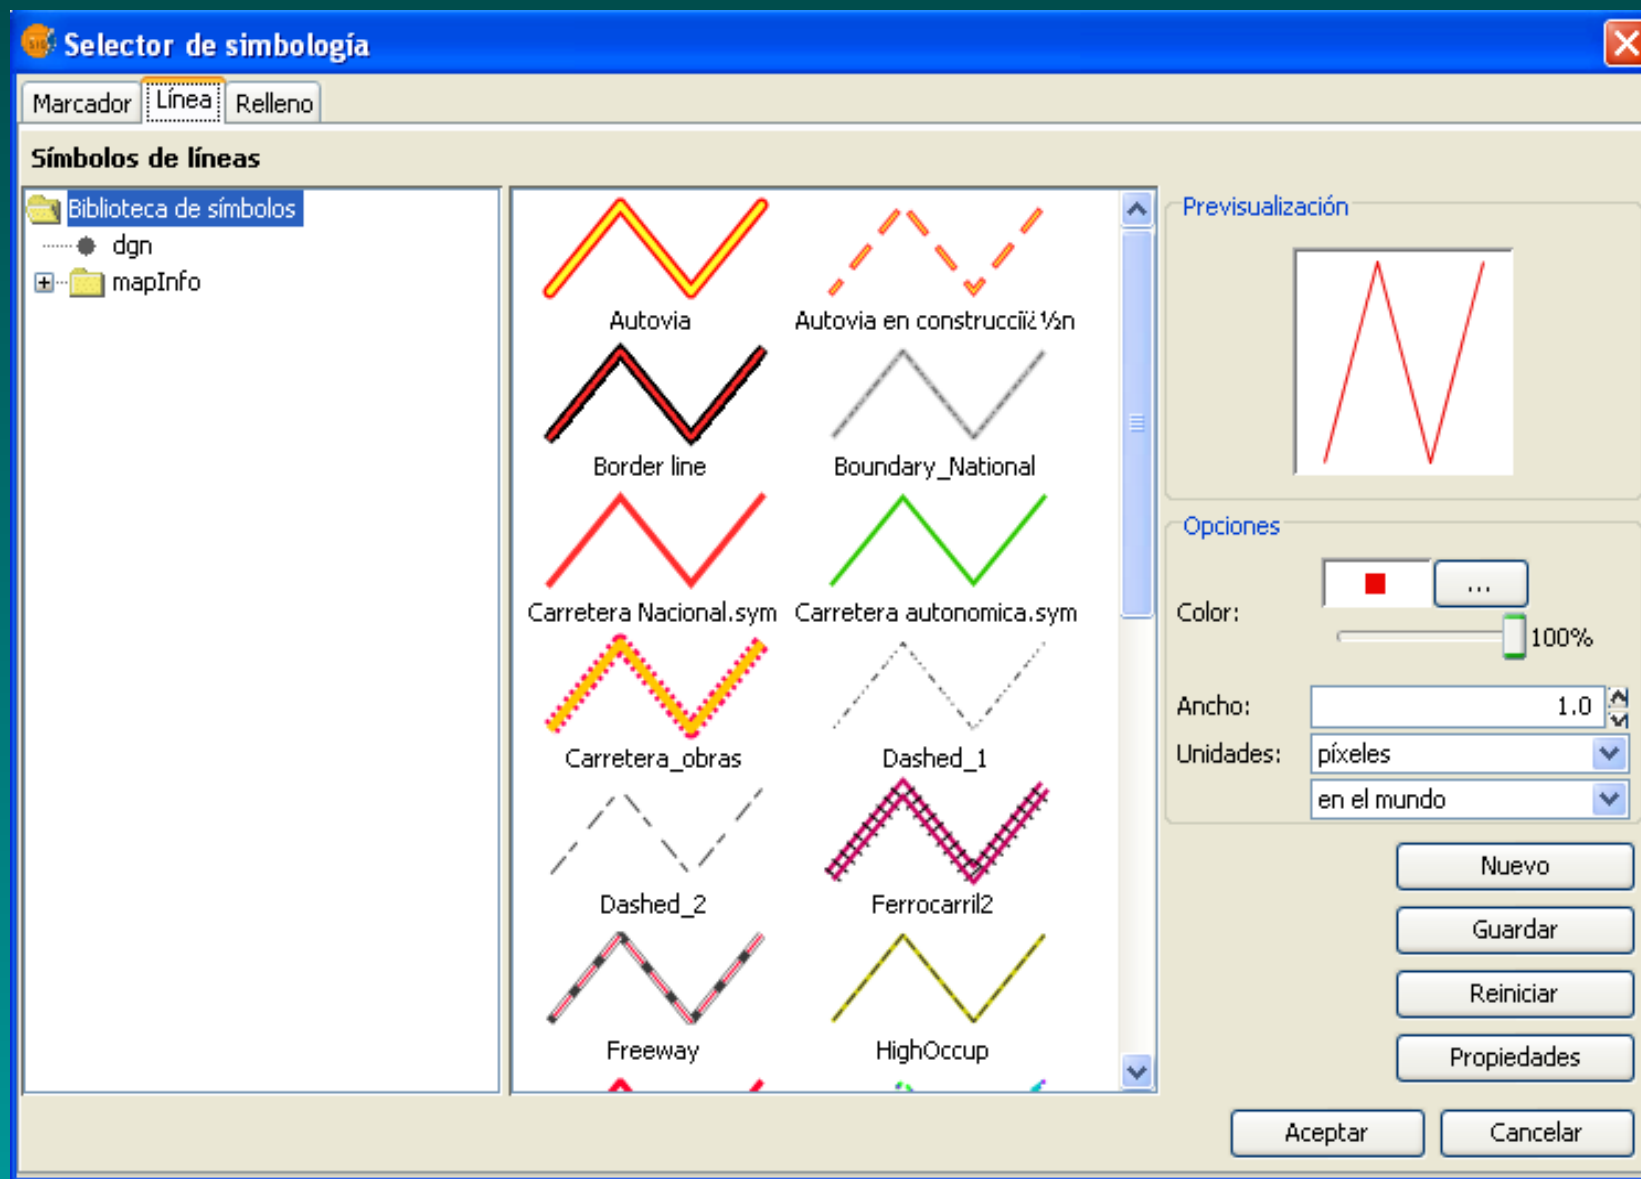 Selector de simbología
Marcador Línea Relleno
Símbolos de líneas
Biblioteca de símbolos
dgn
mapInfo
Autovia
Autovia en construcciï¿½n
Border line
Boundary_National
Carretera Nacional.sym
Carretera autonomica.sym
Carretera_obras
Dashed_1
Dashed_2
Ferrocarril2
Freeway
HighOccup
Previsualización
Opciones
Color:
...
100%
Ancho: 1.0
Unidades: píxeles
en el mundo
Nuevo
Guardar
Reiniciar
Propiedades
Aceptar Cancelar